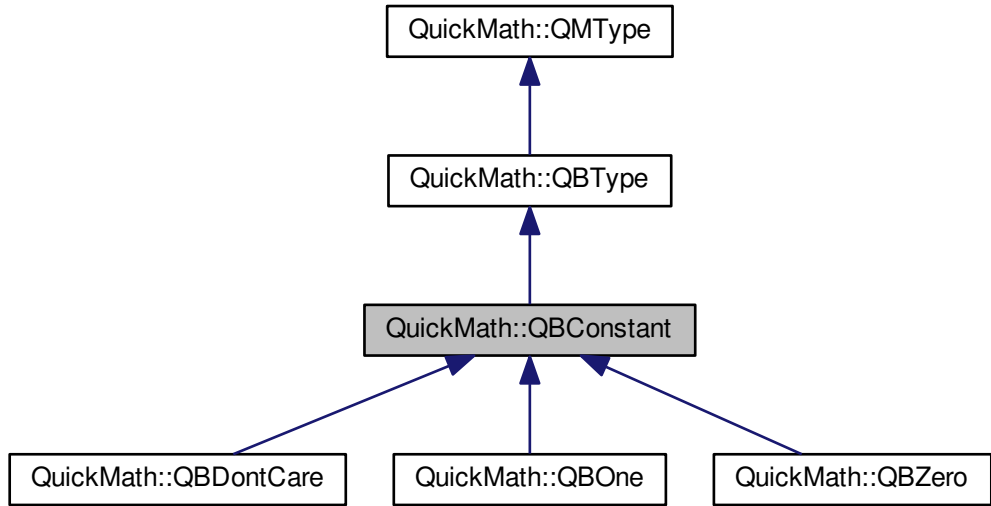 QuickMath::QMType
QuickMath::QBType
QuickMath::QBConstant
QuickMath::QBDontCare
QuickMath::QBOne
QuickMath::QBZero